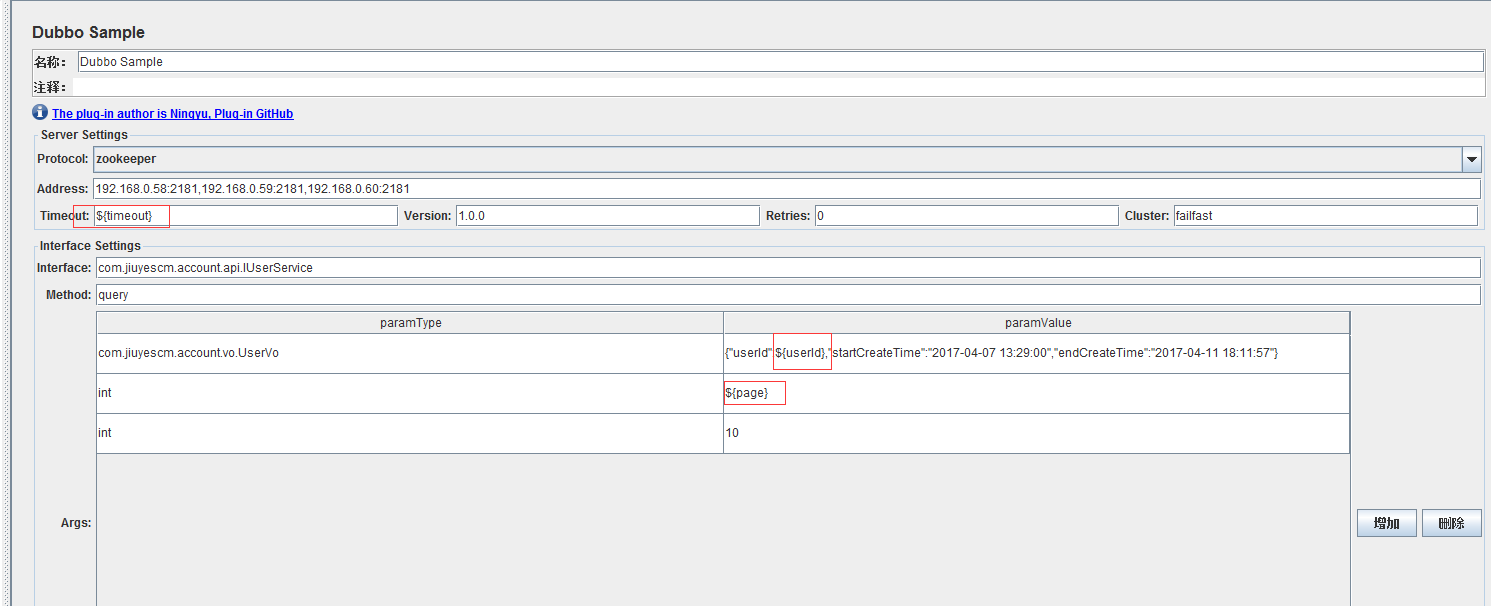 Dubbo Sample
名称： Dubbo Sample
注释：
The plug-in author is Ningyu, Plug-in GitHub
Server Settings
Protocol: zookeeper
Address: 192.168.0.58:2181,192.168.0.59:2181,192.168.0.60:2181
Timeout: ${timeout} Version: 1.0.0 Retries: 0 Cluster: failfast
Interface Settings
Interface: com.jiuyescm.account.api.IUserService
Method: query
paramType paramValue
com.jiuyescm.account.vo.UserVo {"userId" ${userId},"startCreateTime":"2017-04-07 13:29:00","endCreateTime":"2017-04-11 18:11:57"}
int ${page}
int 10
Args: 增加 删除